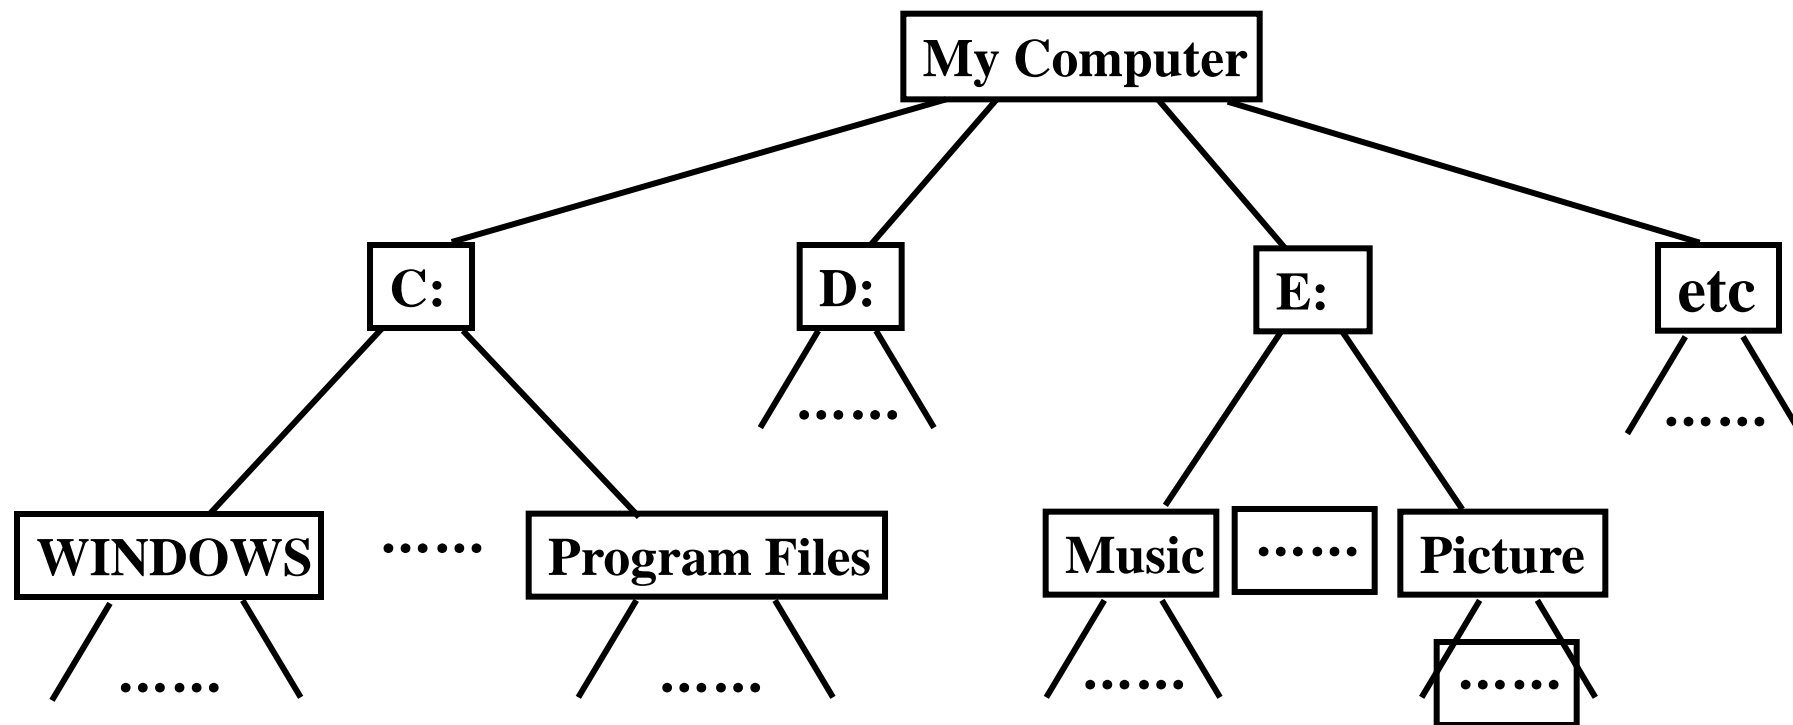 My Computer
C:
D:
E:
etc
……
……
WINDOWS
……
Program Files
Music
……
Picture
……
……
……
……